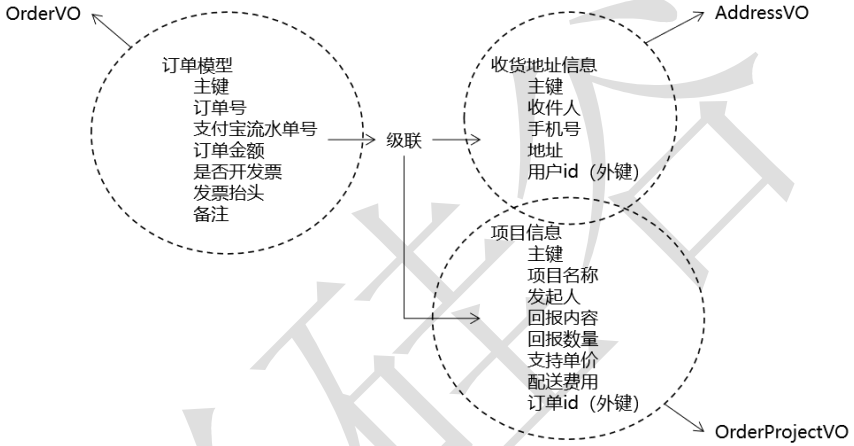 OrderVO
AddressVO
订单模型
主键
订单号
支付宝流水单号
订单金额
是否开发票
发票抬头
备注
级联
收货地址信息
主键
收件人
手机号
地址
用户id（外键）
项目信息
主键
项目名称
发起人
回报内容
回报数量
支持单价
配送费用
订单id（外键）
OrderProjectVO